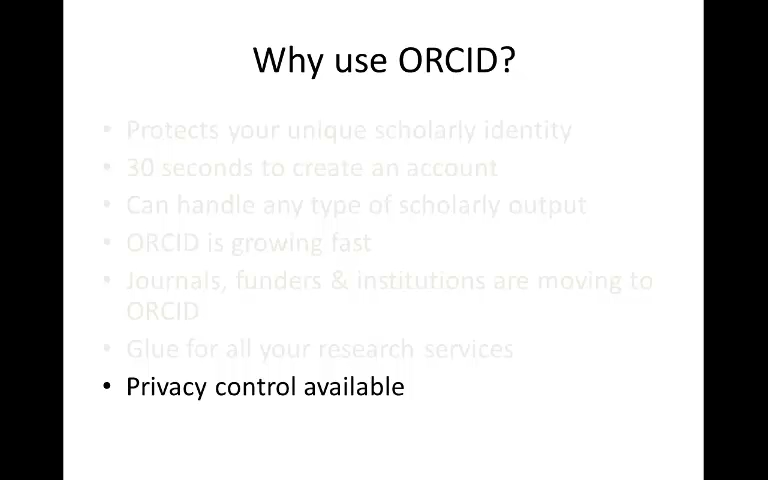 Why use ORCID?
• Protects your unique scholarly identity
• 30 seconds to create an account
• Can handle any type of scholarly output
• ORCID is growing fast
• Journals, funders & institutions are moving to
ORCID
• Glue for all your research services
• Privacy control available